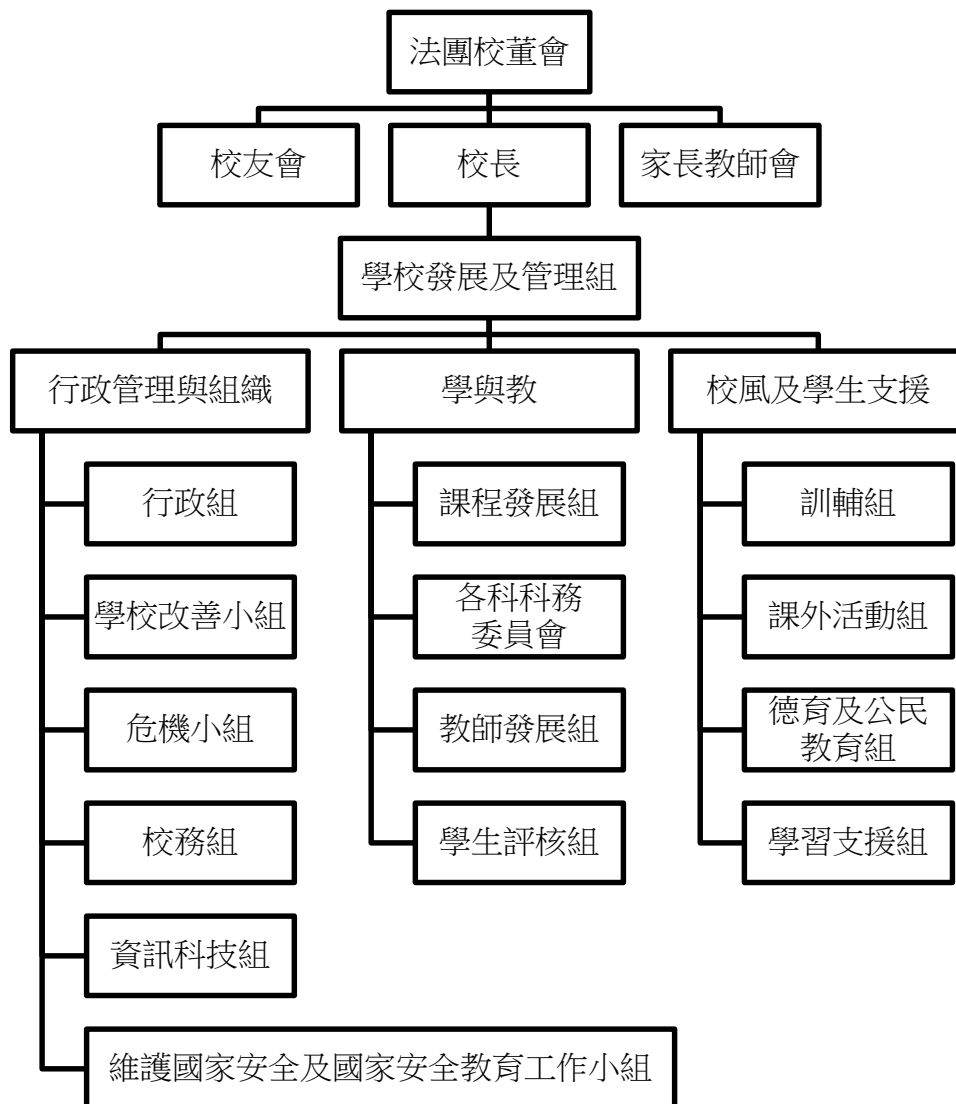 法團校董會
校友會
校長
家長教師會
學校發展及管理組
行政管理與組織
學與教
校風及學生支援
行政組
課程發展組
訓輔組
學校改善小組
各科科務
委員會
課外活動組
危機小組
教師發展組
德育及公民
教育組
校務組
學生評核組
學習支援組
資訊科技組
維護國家安全及國家安全教育工作小組